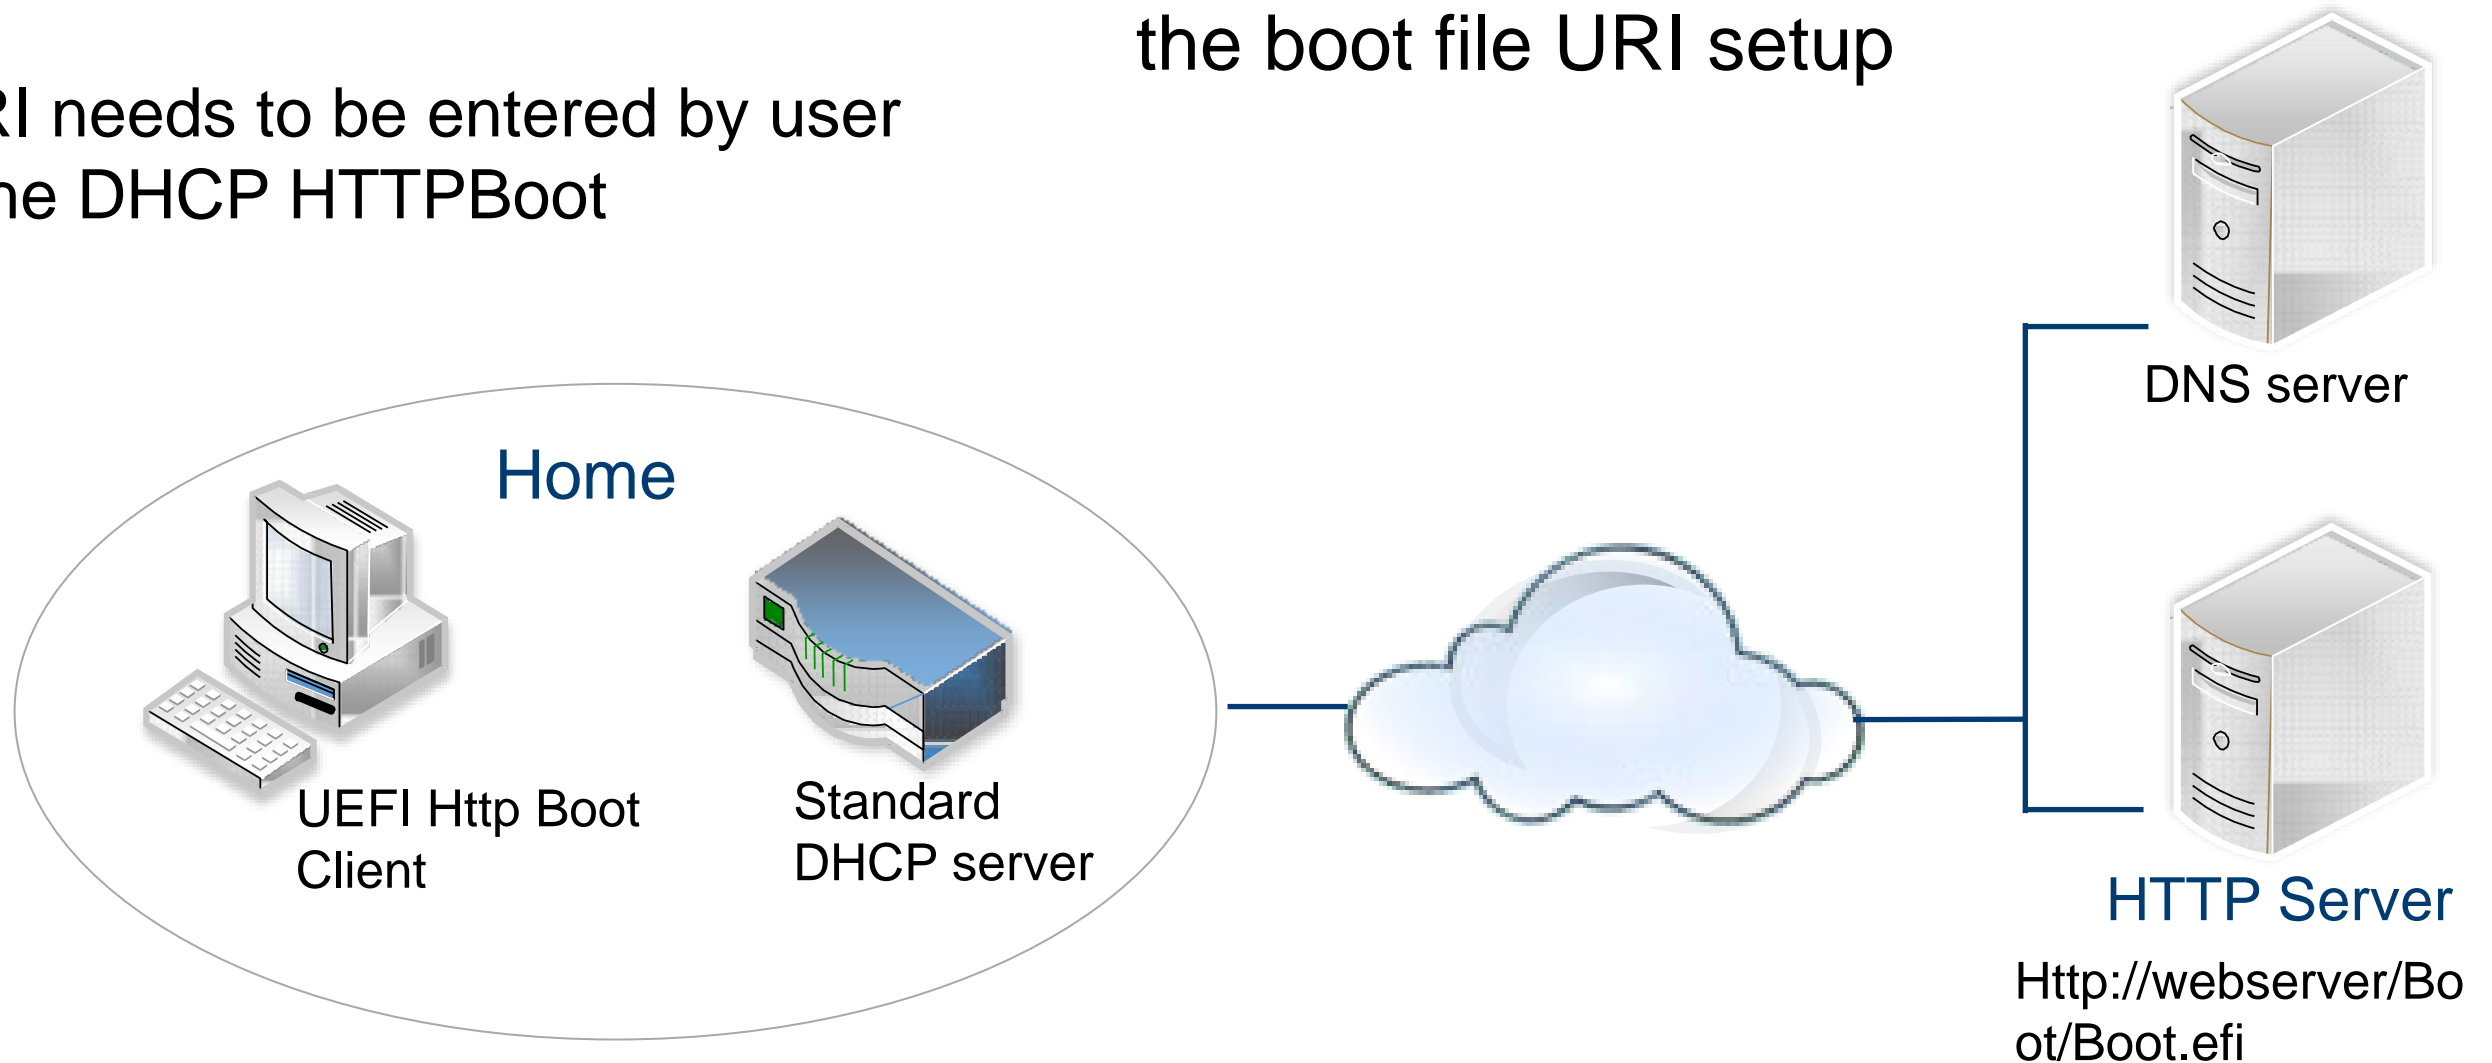 the boot file URI setup
RI needs to be entered by user
he DHCP HTTPBoot
DNS server
Home
UEFI Http Boot
Client
Standard
DHCP server
HTTP Server
Http://webserver/Bo
ot/Boot.efi